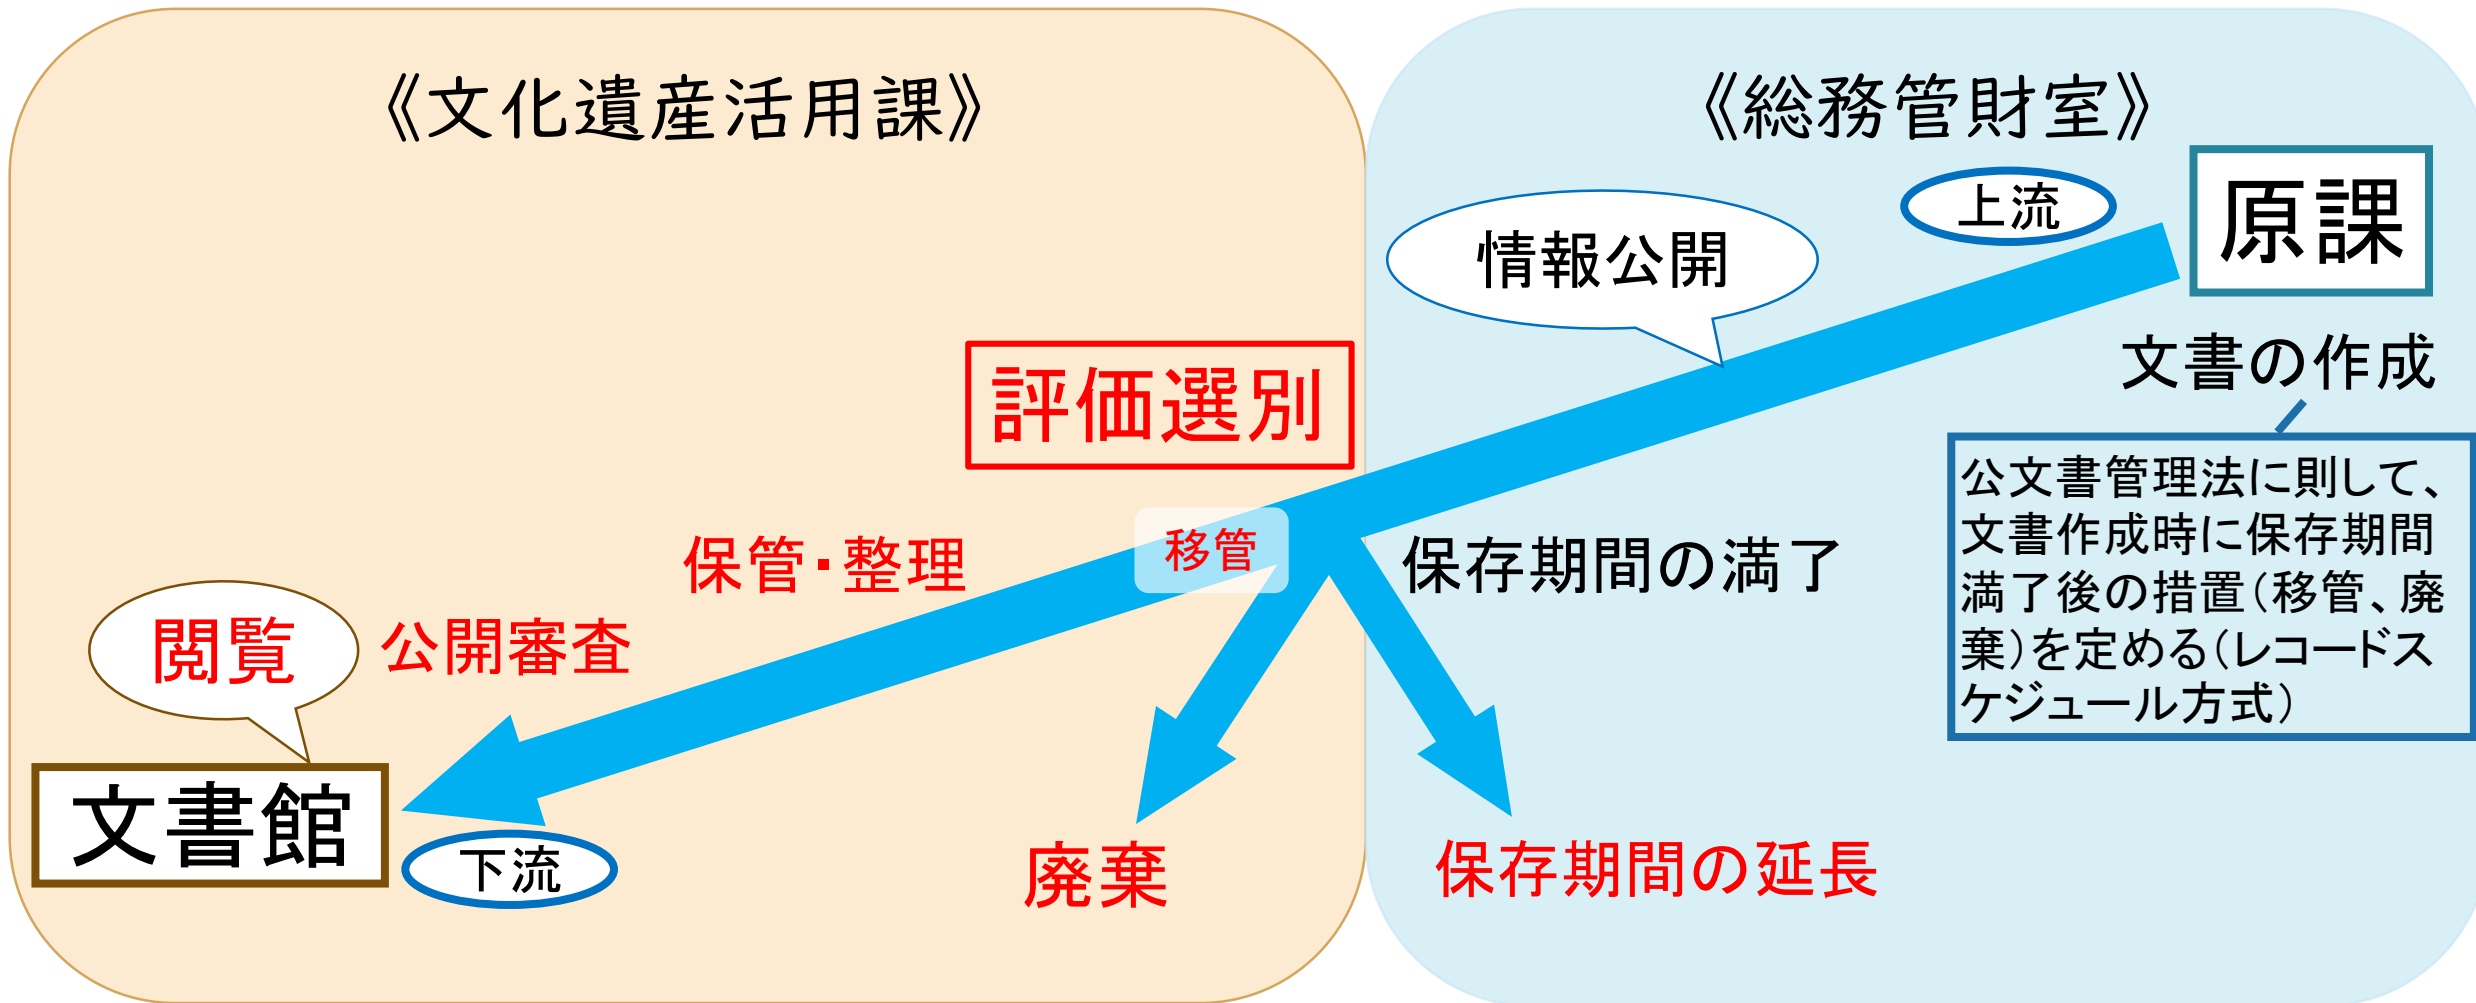 《文化遺産活用課》
《総務管財室》
原課
上流
情報公開
文書の作成
評価選別
公文書管理法に則して、
文書作成時に保存期間
満了後の措置(移管、廃
棄)を定める(レコードス
ケジュール方式)
移管
保管・整理
保存期間の満了
公開審査
閲覧
文書館
下流
廃棄
保存期間の延長